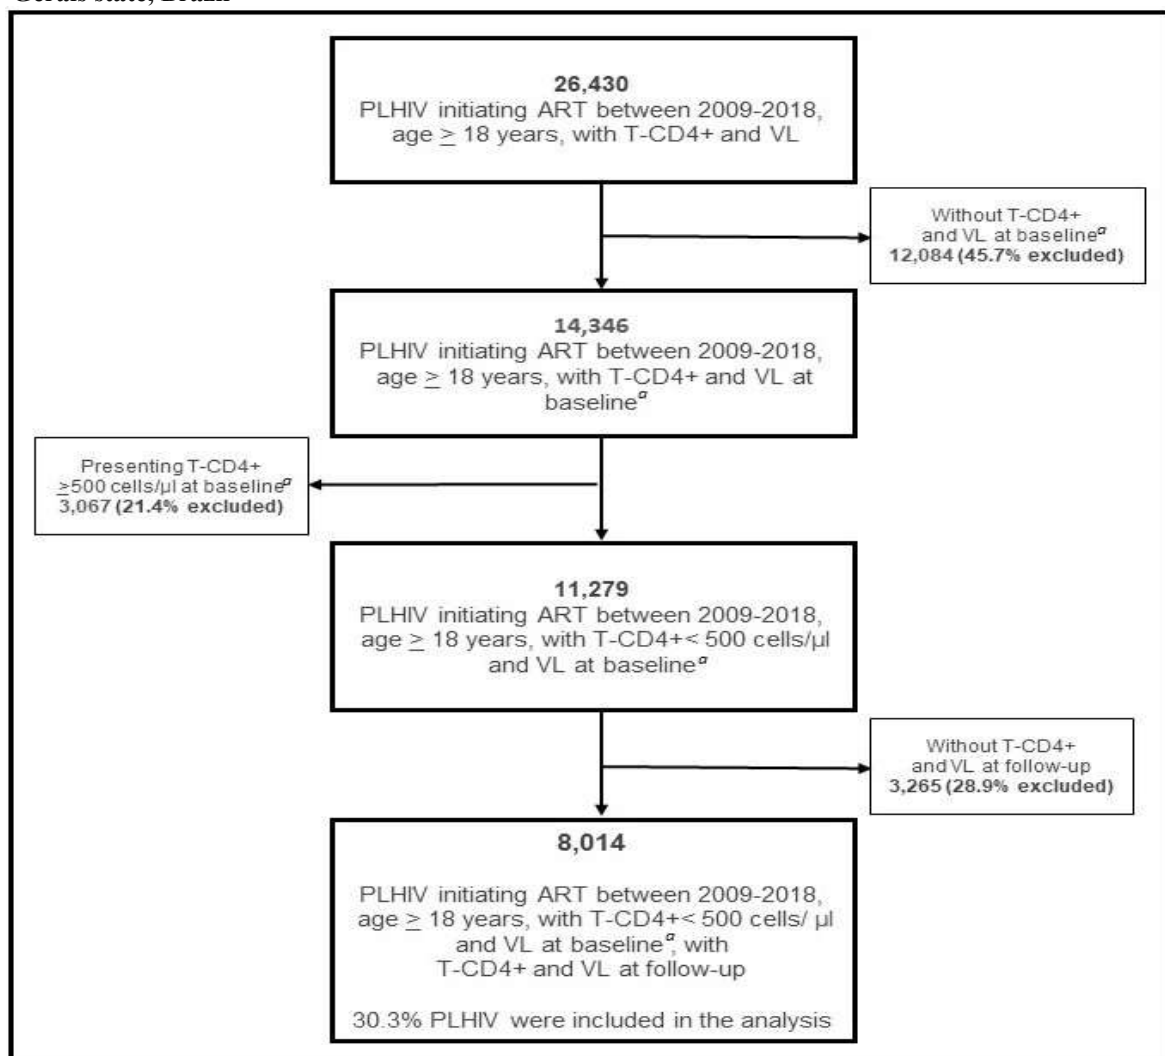 Gerais state, Brazil
26,430
PLHIV initiating ART between 2009-2018,
age ≥ 18 years, with T-CD4+ and VL
Without T-CD4+
and VL at baselineᵃ
12,084 (45.7% excluded)
14,346
PLHIV initiating ART between 2009-2018,
age ≥ 18 years, with T-CD4+ and VL at
baselineᵃ
Presenting T-CD4+
≥500 cells/µl at baselineᵃ
3,067 (21.4% excluded)
11,279
PLHIV initiating ART between 2009-2018,
age ≥ 18 years, with T-CD4+< 500 cells/µl
and VL at baselineᵃ
Without T-CD4+
and VL at follow-up
3,265 (28.9% excluded)
8,014
PLHIV initiating ART between 2009-2018,
age ≥ 18 years, with T-CD4+< 500 cells/ µl
and VL at baselineᵃ, with
T-CD4+ and VL at follow-up
30.3% PLHIV were included in the analysis